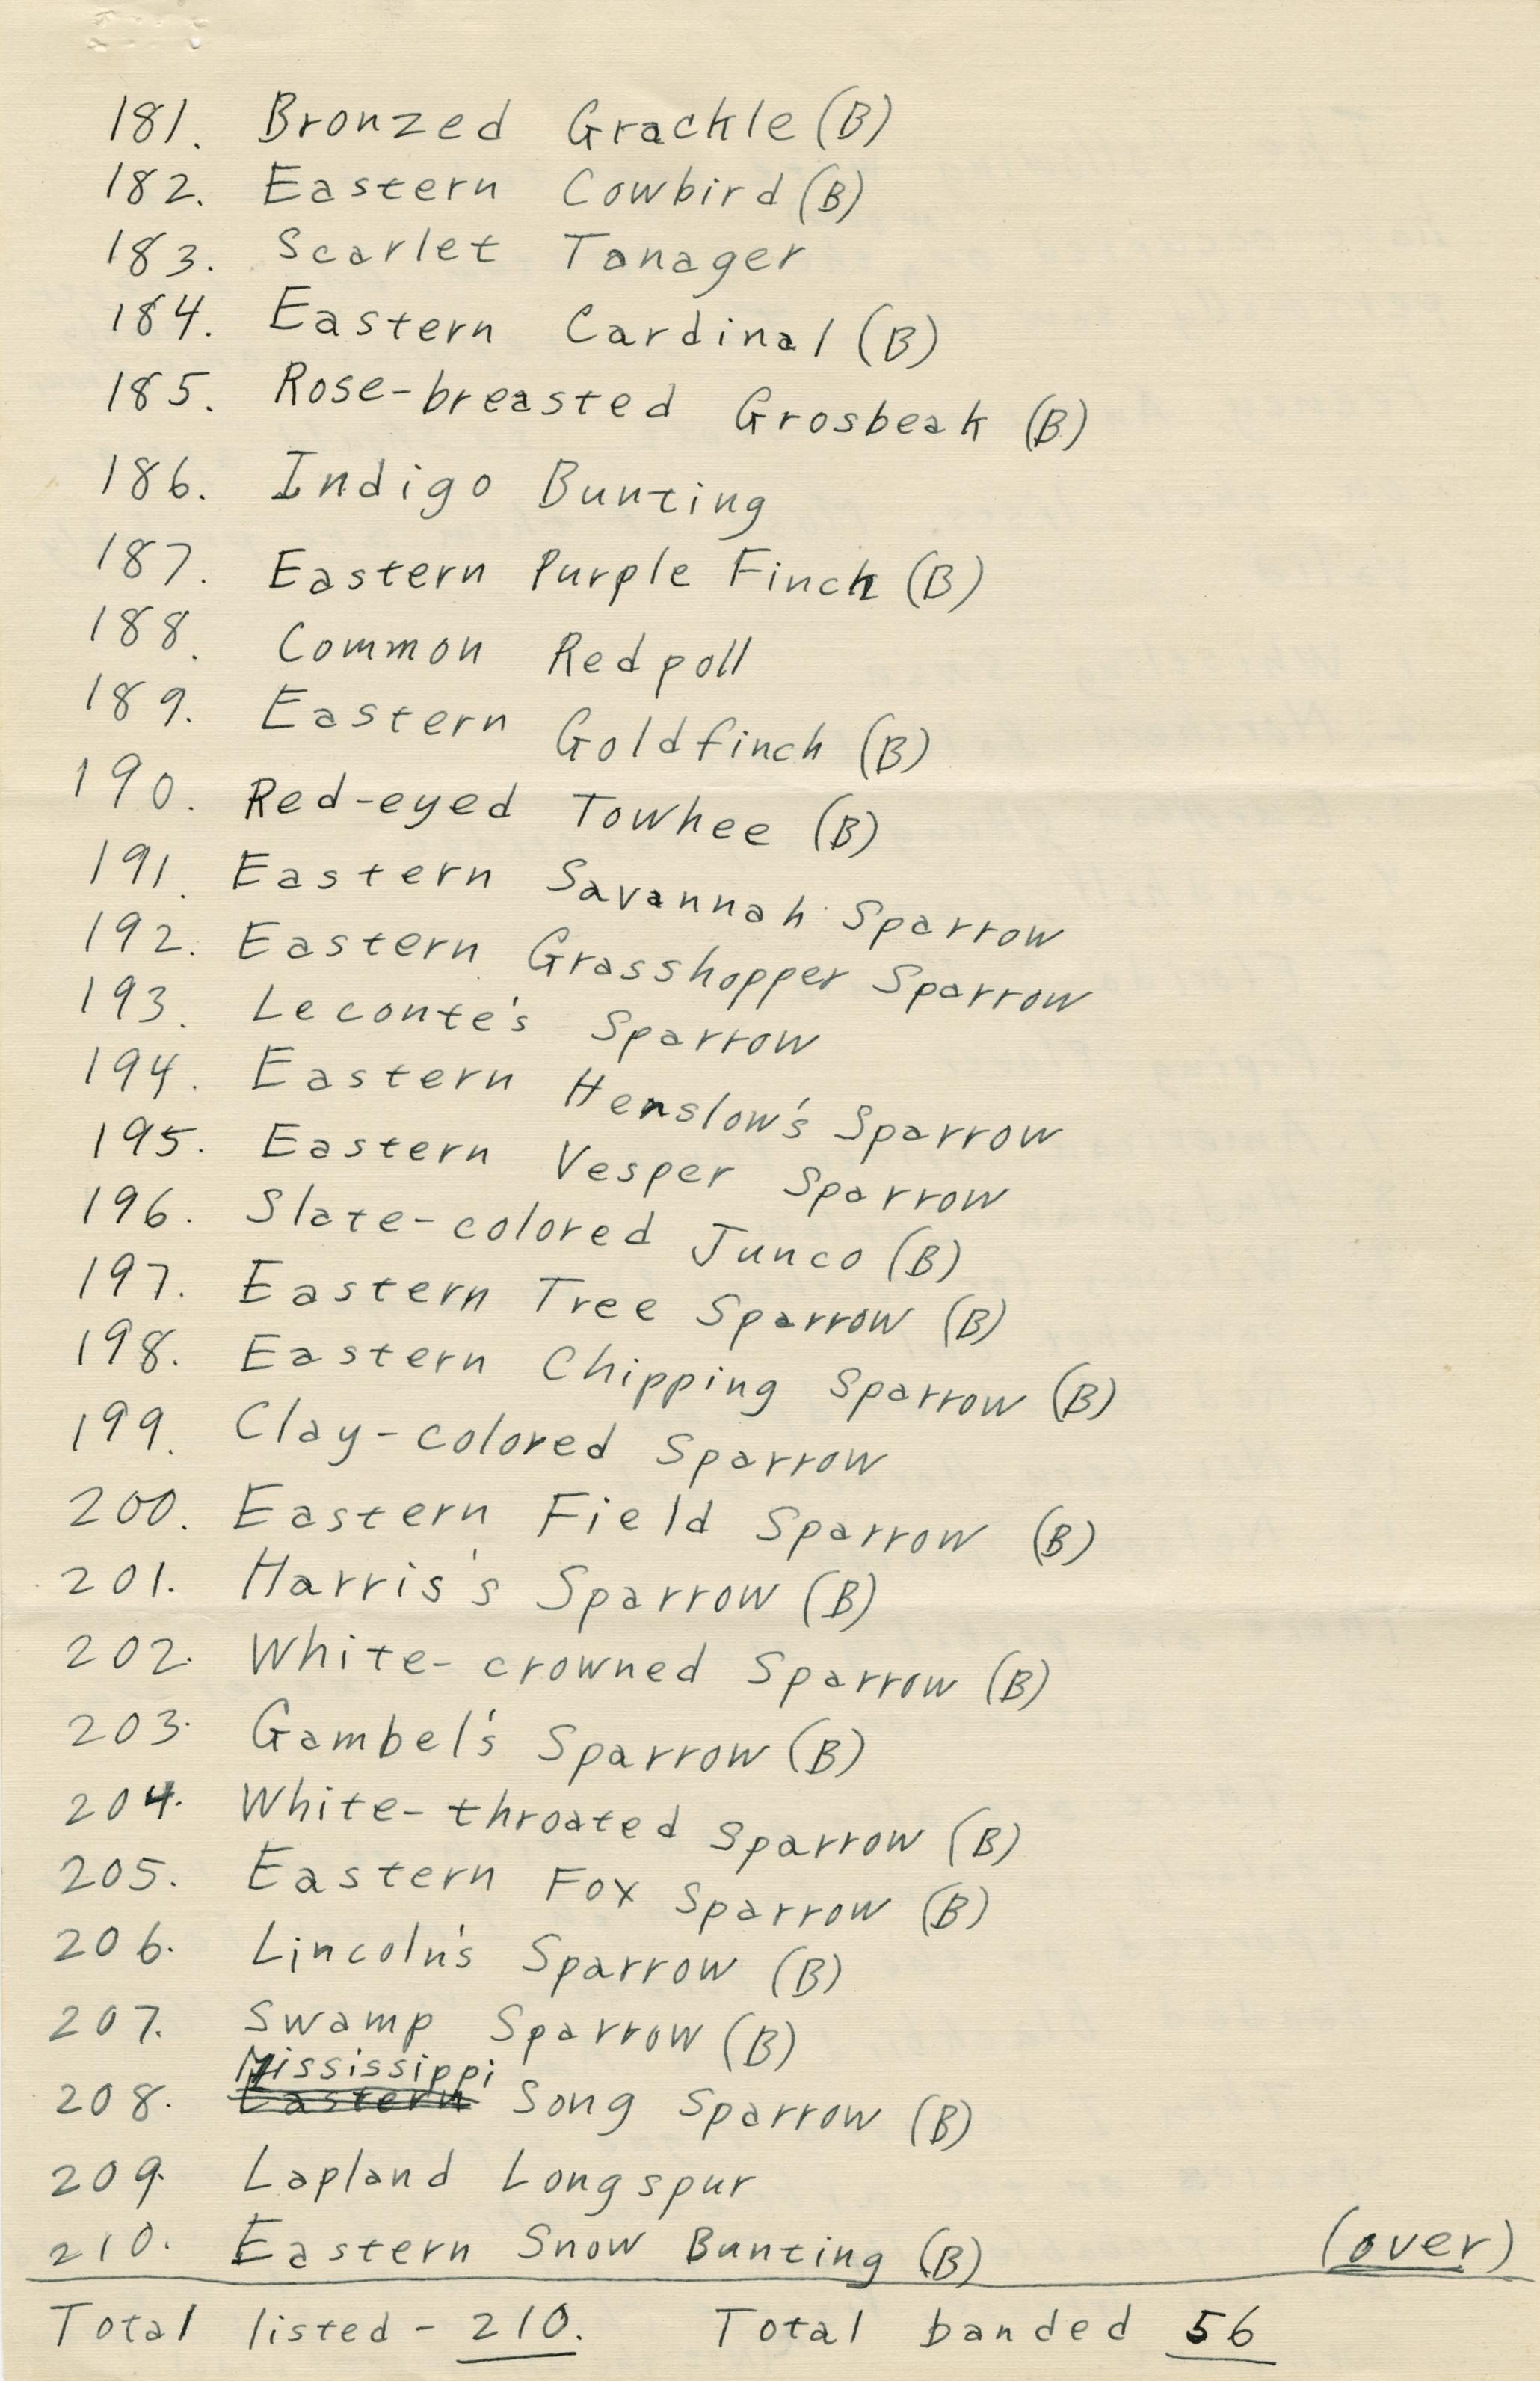 181. Bronzed Grackle (B)
182. Eastern Cowbird (B)
183. Scarlet Tanager
184. Eastern Cardinal (B)
185. Rose-breasted Grosbeak (B)
186. Indigo Bunting
187. Eastern Purple Finch (B)
188. Common Redpoll
189. Eastern Goldfinch (B)
190. Red-eyed Towhee (B)
191. Eastern Savannah Sparrow
192. Eastern Grasshopper Sparrow
193. Leconte's Sparrow
194. Eastern Henslow's Sparrow
195. Eastern Vesper Sparrow
196. Slate-colored Junco (B)
197. Eastern Tree Sparrow (B)
198. Eastern Chipping Sparrow (B)
199. Clay-colored Sparrow
200. Eastern Field Sparrow (B)
201. Harris's Sparrow (B)
202. White-crowned Sparrow (B)
203. Gambel's Sparrow (B)
204. White-throated Sparrow (B)
205. Eastern Fox Sparrow (B)
206. Lincoln's Sparrow (B)
207. Swamp Sparrow (B)
Mississippi
208. Eastern Song Sparrow (B)
209. Lapland Longspur
210. Eastern Snow Bunting (B) (over)
Total listed - 210. Total banded 56